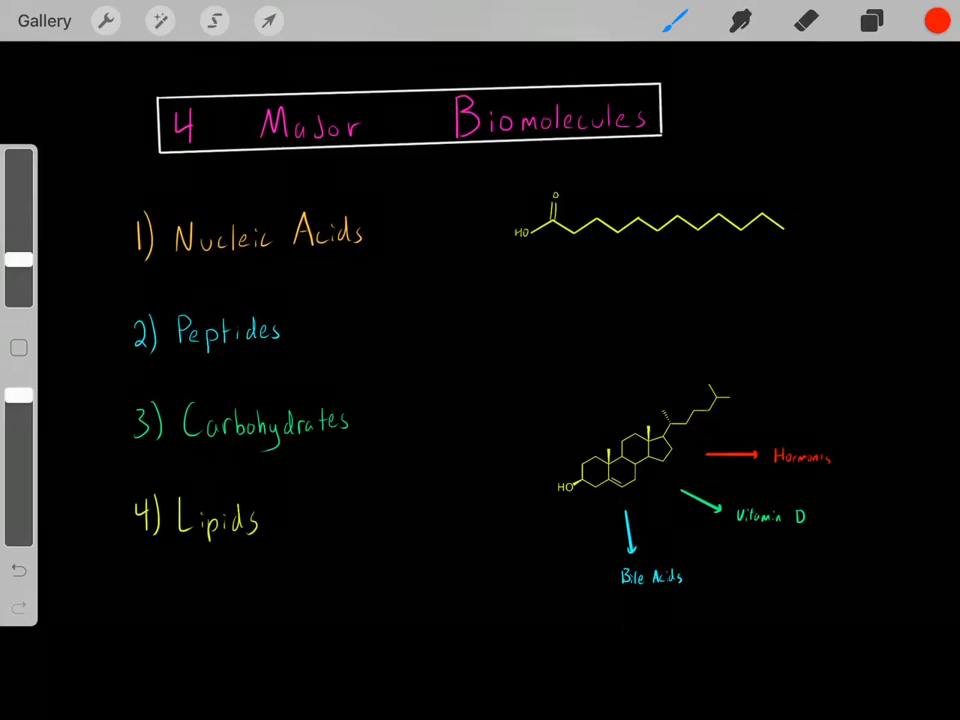 Gallery
4 Major Biomolecules
1) Nucleic Acids
O
HO
2) Peptides
3) Carbohydrates
4) Lipids
HO
Hormones
Vitamin D
Bile Acids